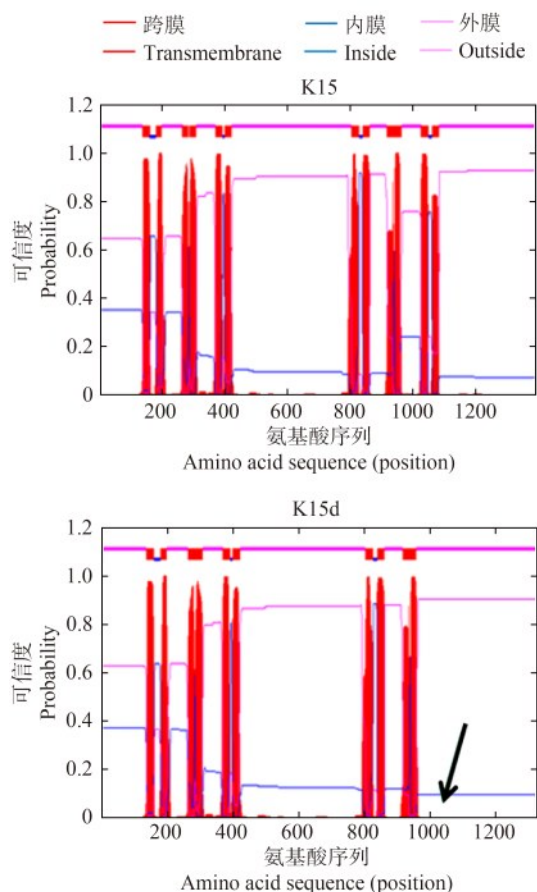 跨膜 内膜 外膜
Transmembrane Inside Outside
K15
1.2
1.0
0.8
0.6
0.4
0.2
0
可信度
Probability
200 400 600 800 1000 1200
氨基酸序列
Amino acid sequence (position)
K15d
1.2
1.0
0.8
0.6
0.4
0.2
0
可信度
Probability
200 400 600 800 1000 1200
氨基酸序列
Amino acid sequence (position)